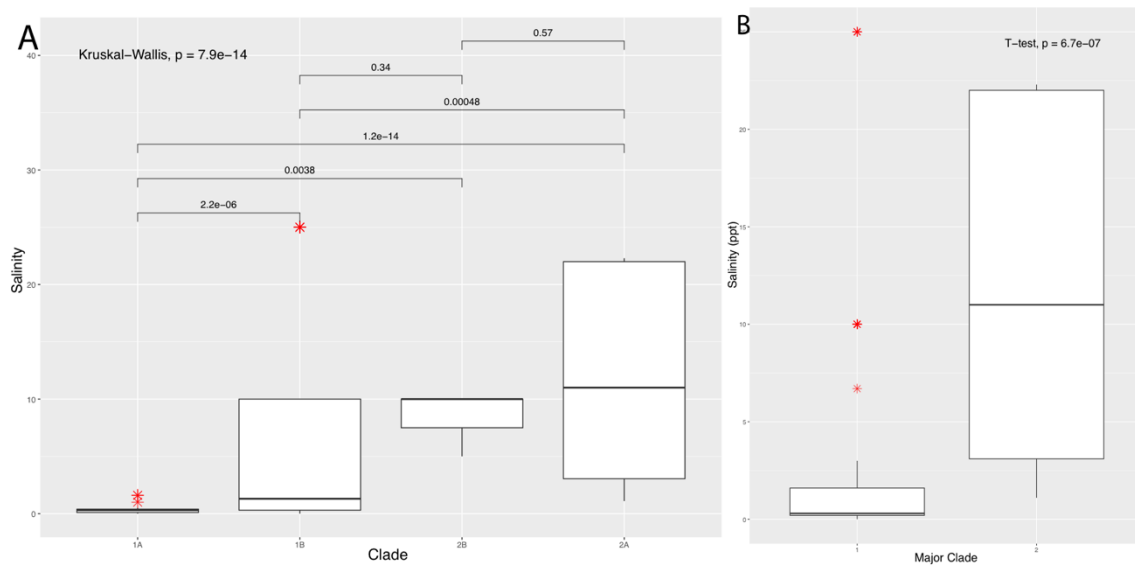 A
Kruskal-Wallis, p = 7.9e-14
0.57
0.34
0.00048
1.2e-14
0.0038
2.2e-06
40
30
20
10
0
Salinity
1A
1B
2B
2A
Clade
B
T-test, p = 6.7e-07
20
15
10
5
0
Salinity (ppt)
1
2
Major Clade